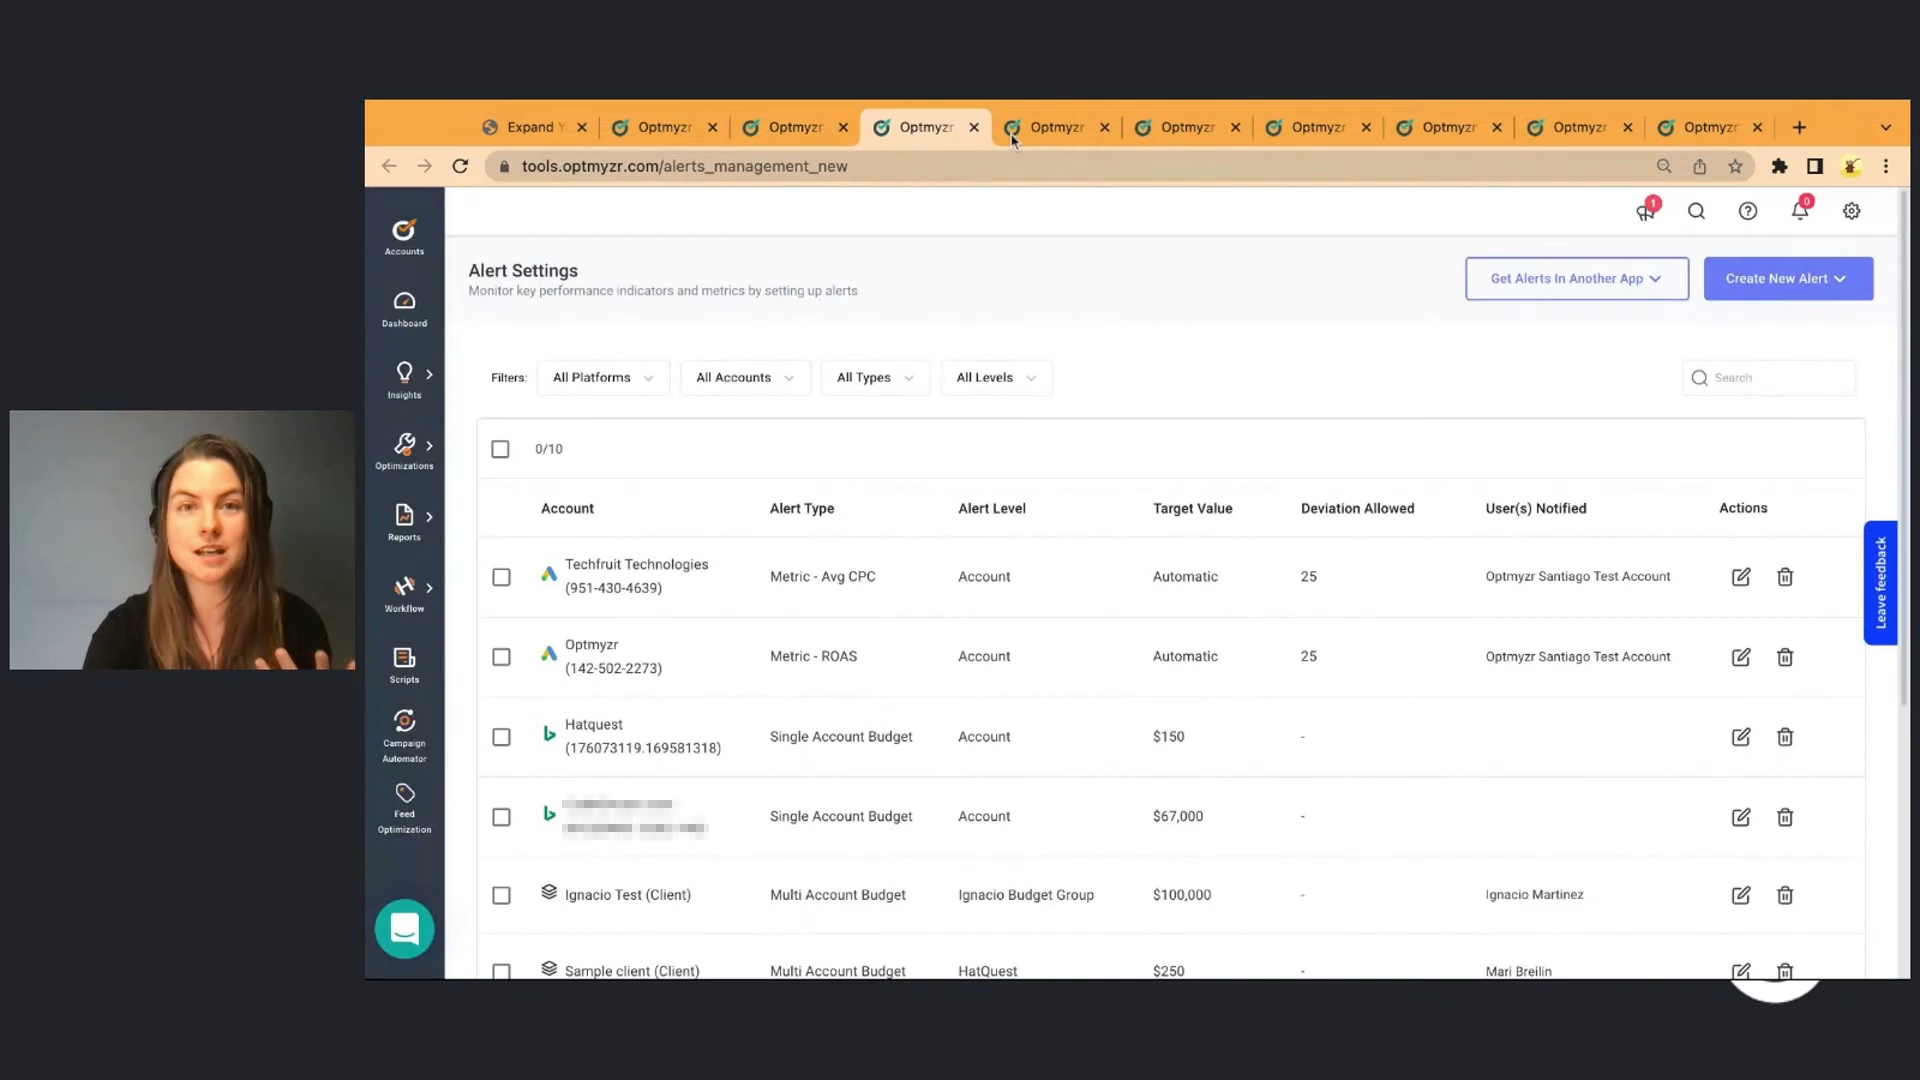 Expand Y
Optmyzr
Optmyzr
Optmyzr
Optmyzr
Optmyzr
Optmyzr
Optmyzr
Optmyzr
Optmyzr
tools.optmyzr.com/alerts_management_new
1
0
Accounts
Dashboard
Insights
Optimizations
Reports
Workflow
Scripts
Campaign
Automator
Feed
Optimization
Alert Settings
Monitor key performance indicators and metrics by setting up alerts
Get Alerts In Another App
Create New Alert
Filters: All Platforms All Accounts All Types All Levels Search
0/10
Account Alert Type Alert Level Target Value Deviation Allowed User(s) Notified Actions
Techfruit Technologies
(951-430-4639) Metric - Avg CPC Account Automatic 25 Optmyzr Santiago Test Account
Optmyzr
(142-502-2273) Metric - ROAS Account Automatic 25 Optmyzr Santiago Test Account
Hatquest
(176073119.169581318) Single Account Budget Account $150 -
Single Account Budget Account $67,000 -
Ignacio Test (Client) Multi Account Budget Ignacio Budget Group $100,000 - Ignacio Martinez
Sample client (Client) Multi Account Budget HatQuest $250 - Mari Breilin
Leave feedback